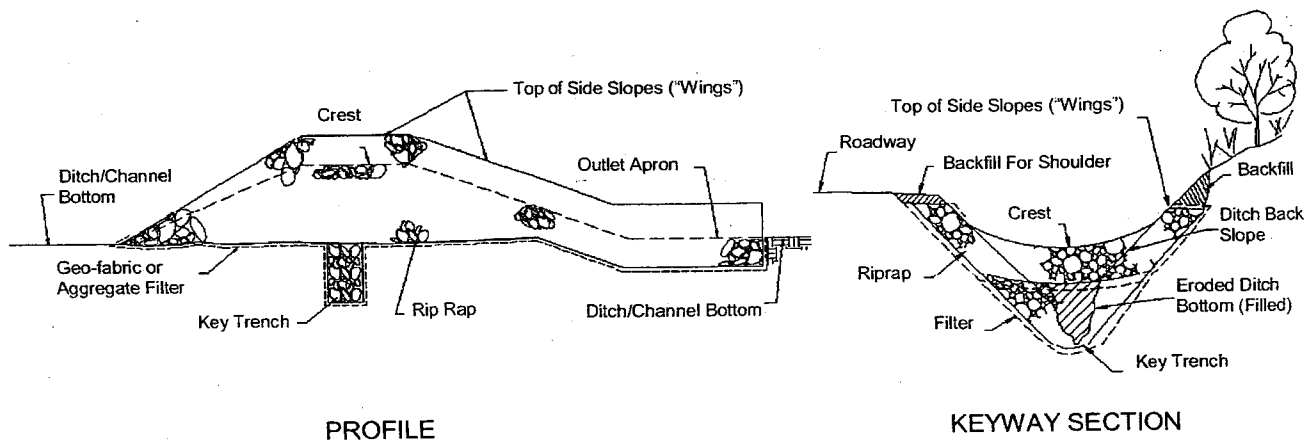 Top of Side Slopes ("Wings")
Crest
Outlet Apron
Ditch/Channel
Bottom
Geo-fabric or
Aggregate Filter
Key Trench
Rip Rap
Ditch/Channel Bottom
PROFILE
Top of Side Slopes ("Wings")
Roadway
Backfill For Shoulder
Backfill
Crest
Ditch Back
Slope
Riprap
Eroded Ditch
Bottom (Filled)
Filter
Key Trench
KEYWAY SECTION